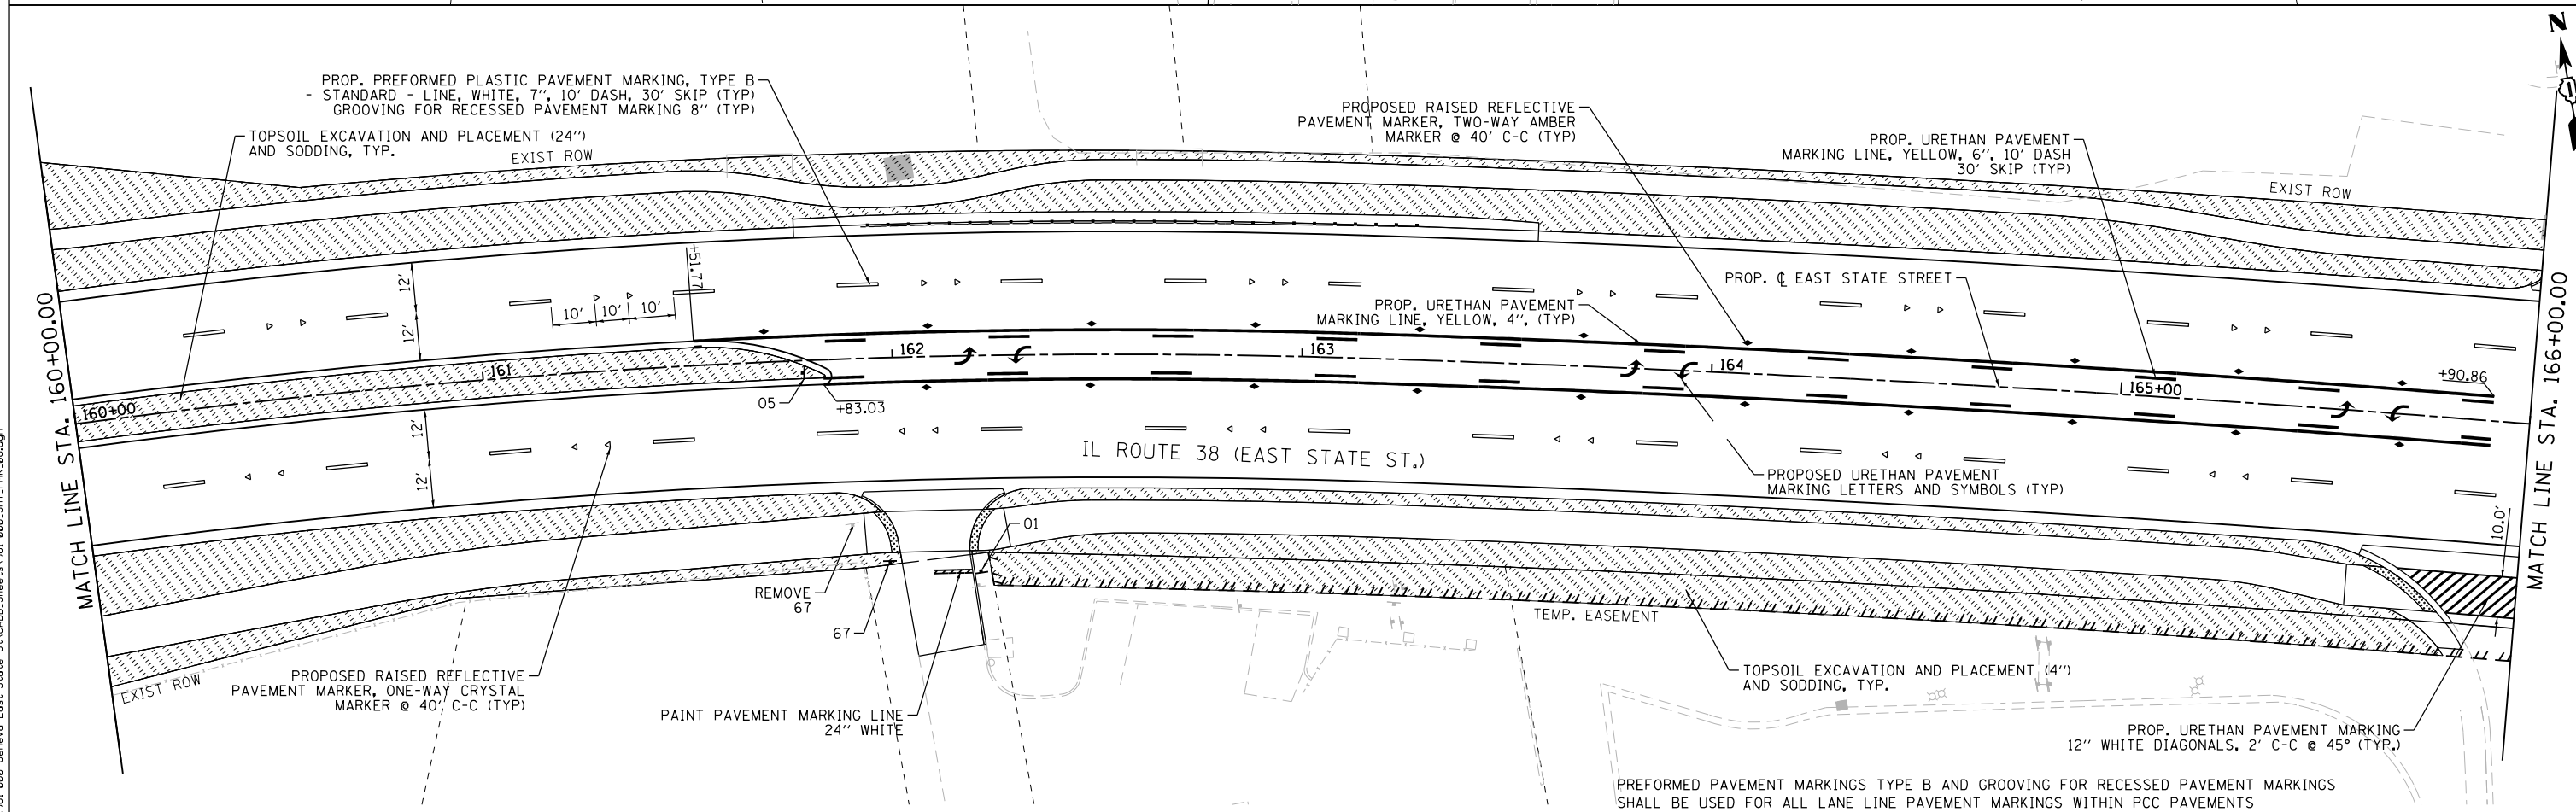 N
PROP. PREFORMED PLASTIC PAVEMENT MARKING, TYPE B
- STANDARD - LINE, WHITE, 7'', 10' DASH, 30' SKIP (TYP)
GROOVING FOR RECESSED PAVEMENT MARKING 8'' (TYP)
TOPSOIL EXCAVATION AND PLACEMENT (24'')
AND SODDING, TYP.
EXIST ROW
PROPOSED RAISED REFLECTIVE
PAVEMENT MARKER, TWO-WAY AMBER
MARKER @ 40' C-C (TYP)
PROP. URETHAN PAVEMENT
MARKING LINE, YELLOW, 6'', 10' DASH
30' SKIP (TYP)
EXIST ROW
+51.77
12'
12'
10'
10'
10'
PROP. ℄ EAST STATE STREET
PROP. URETHAN PAVEMENT
MARKING LINE, YELLOW, 4'', (TYP)
MATCH LINE STA. 160+00.00
MATCH LINE STA. 166+00.00
160+00
161
162
163
164
165+00
+90.86
05
+83.03
12'
12'
IL ROUTE 38 (EAST STATE ST.)
PROPOSED URETHAN PAVEMENT
MARKING LETTERS AND SYMBOLS (TYP)
10.0'
01
REMOVE
67
67
TEMP. EASEMENT
EXIST ROW
PROPOSED RAISED REFLECTIVE
PAVEMENT MARKER, ONE-WAY CRYSTAL
MARKER @ 40' C-C (TYP)
PAINT PAVEMENT MARKING LINE
24'' WHITE
TOPSOIL EXCAVATION AND PLACEMENT (4'')
AND SODDING, TYP.
PROP. URETHAN PAVEMENT MARKING
12'' WHITE DIAGONALS, 2' C-C @ 45° (TYP.)
PREFORMED PAVEMENT MARKINGS TYPE B AND GROOVING FOR RECESSED PAVEMENT MARKINGS
SHALL BE USED FOR ALL LANE LINE PAVEMENT MARKINGS WITHIN PCC PAVEMENTS